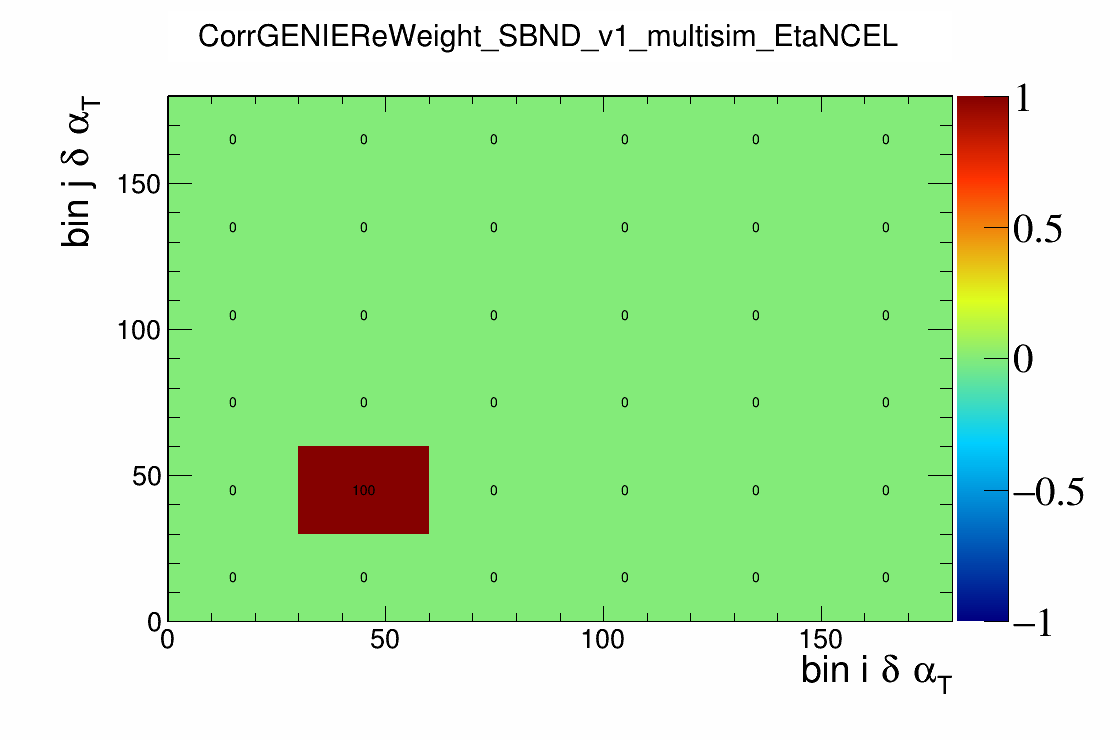 CorrGENIEReWeight_SBND_v1_multisim_EtaNCEL
bin j δ α_T
150
100
50
0
0 0 0 0 0 0
0 0 0 0 0 0
0 0 0 0 0 0
0 0 0 0 0 0
0 100 0 0 0 0
0 0 0 0 0 0
1
0.5
0
−0.5
−1
0 50 100 150
bin i δ α_T